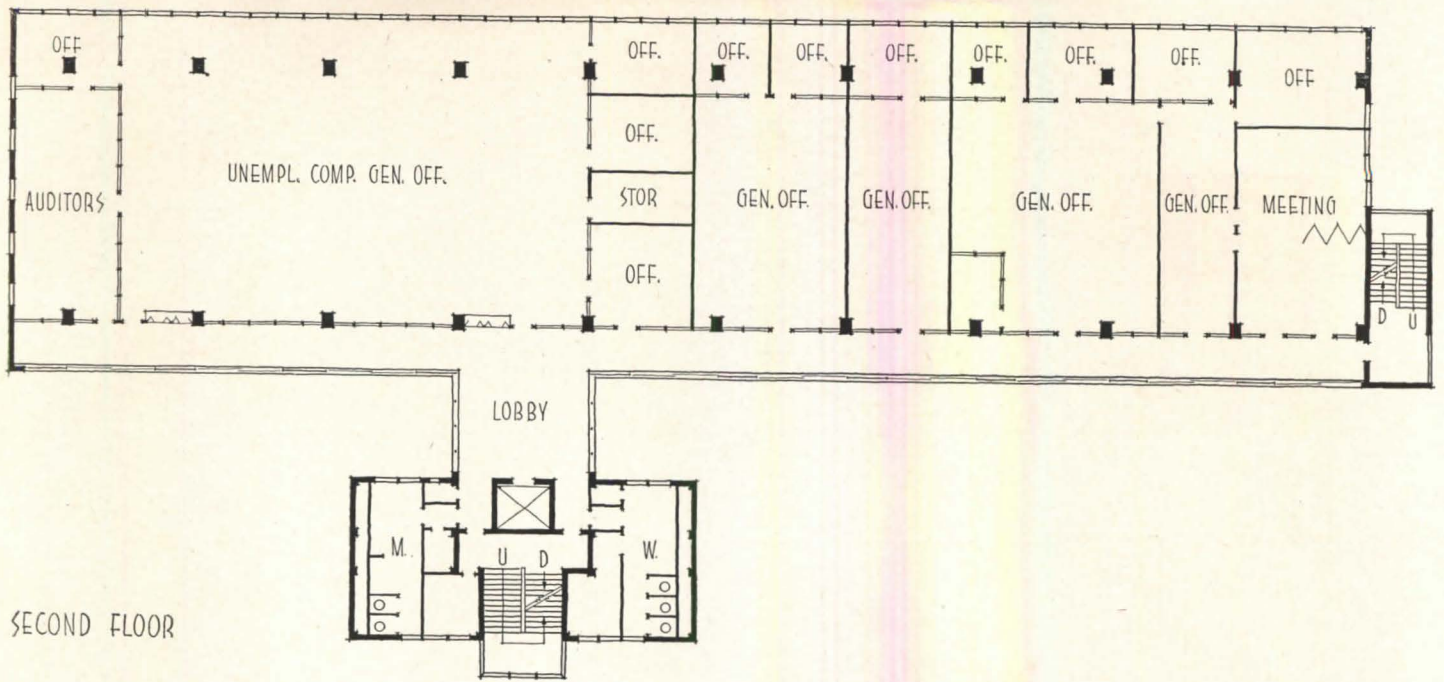 OFF
OFF.
OFF.
OFF.
OFF.
OFF.
OFF.
OFF.
OFF
OFF.
UNEMPL. COMP. GEN. OFF.
AUDITORS
STOR
GEN. OFF.
GEN. OFF.
GEN. OFF.
GEN. OFF.
MEETING
OFF.
D U
LOBBY
M.
U D
W.
SECOND FLOOR